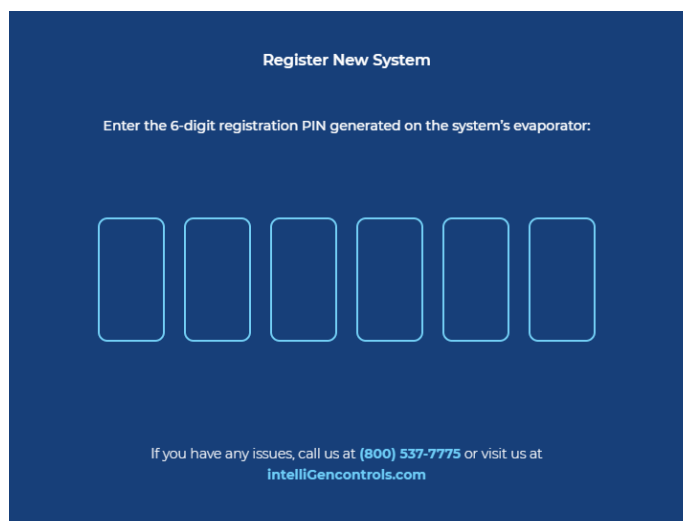 Register New System
Enter the 6-digit registration PIN generated on the system's evaporator:
If you have any issues, call us at (800) 537-7775 or visit us at
intelliGencontrols.com